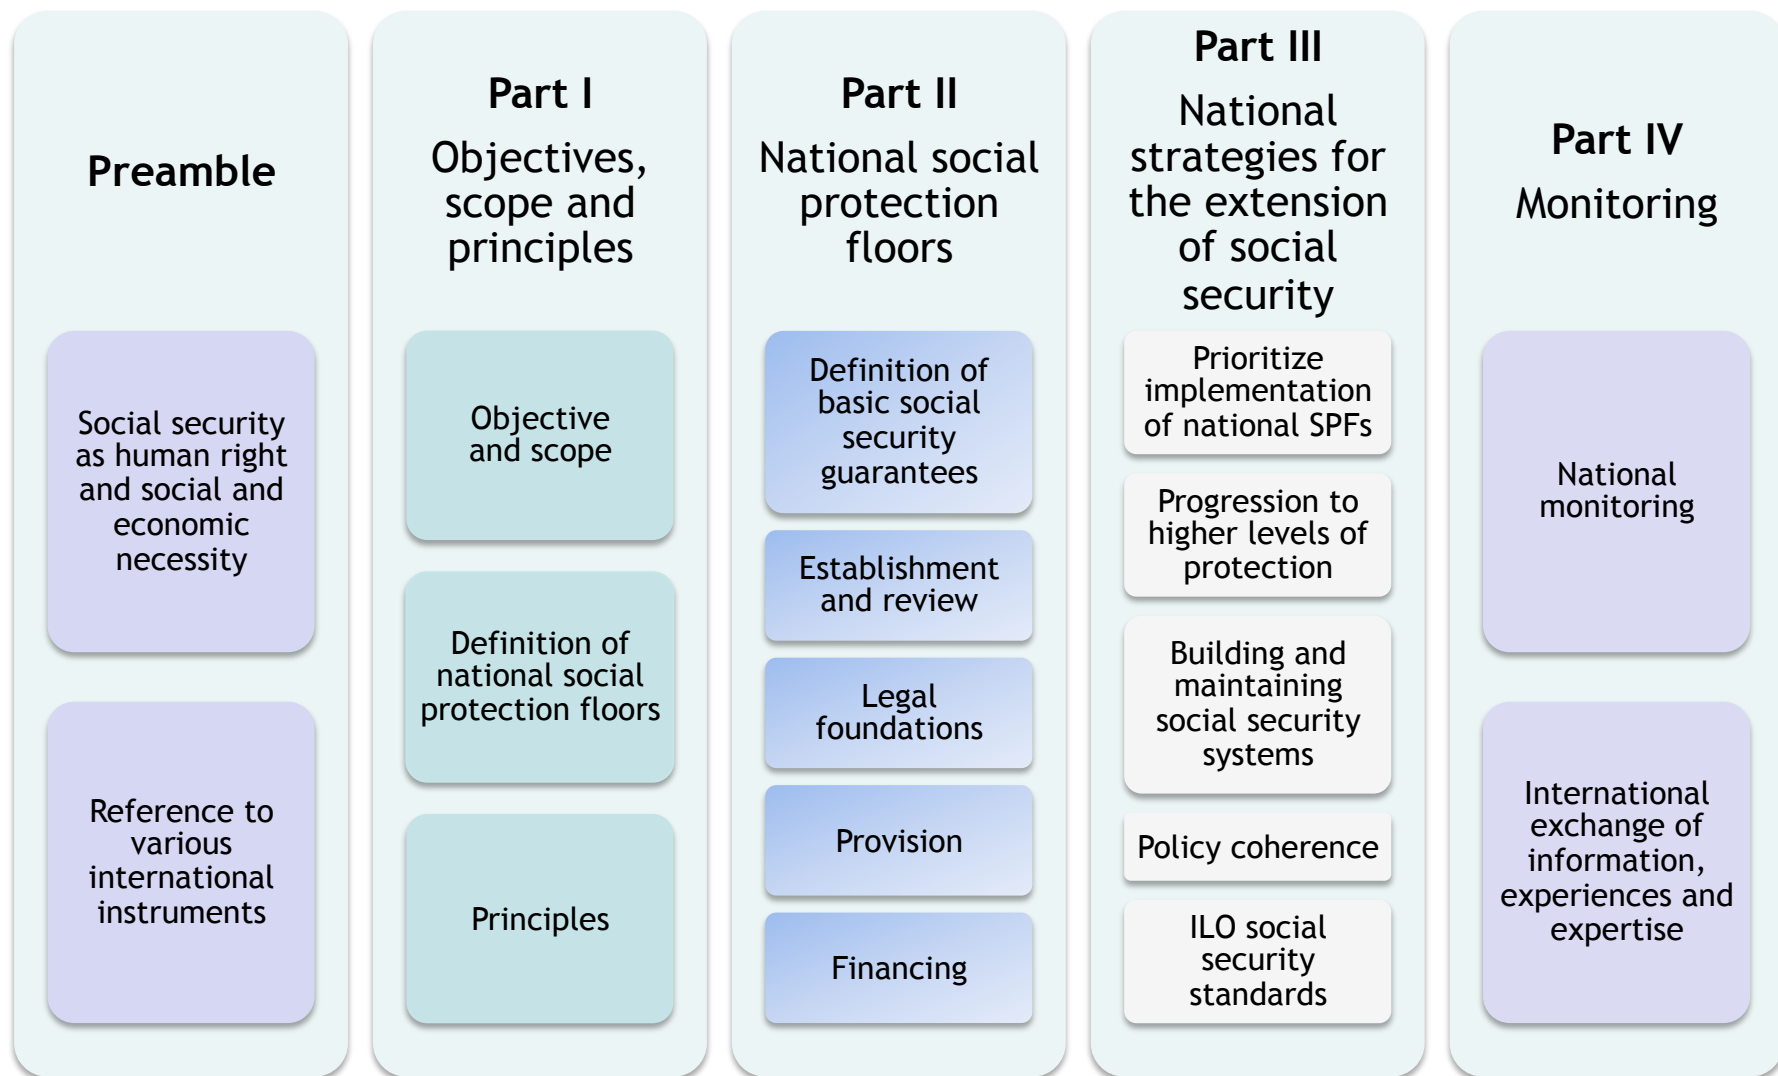 Preamble
Social security
as human right
and social and
economic
necessity
Reference to
various
international
instruments
Part I
Objectives,
scope and
principles
Objective
and scope
Definition of
national social
protection floors
Principles
Part II
National social
protection
floors
Definition of
basic social
security
guarantees
Establishment
and review
Legal
foundations
Provision
Financing
Part III
National
strategies for
the extension
of social
security
Prioritize
implementation
of national SPFs
Progression to
higher levels of
protection
Building and
maintaining
social security
systems
Policy coherence
ILO social
security
standards
Part IV
Monitoring
National
monitoring
International
exchange of
information,
experiences and
expertise